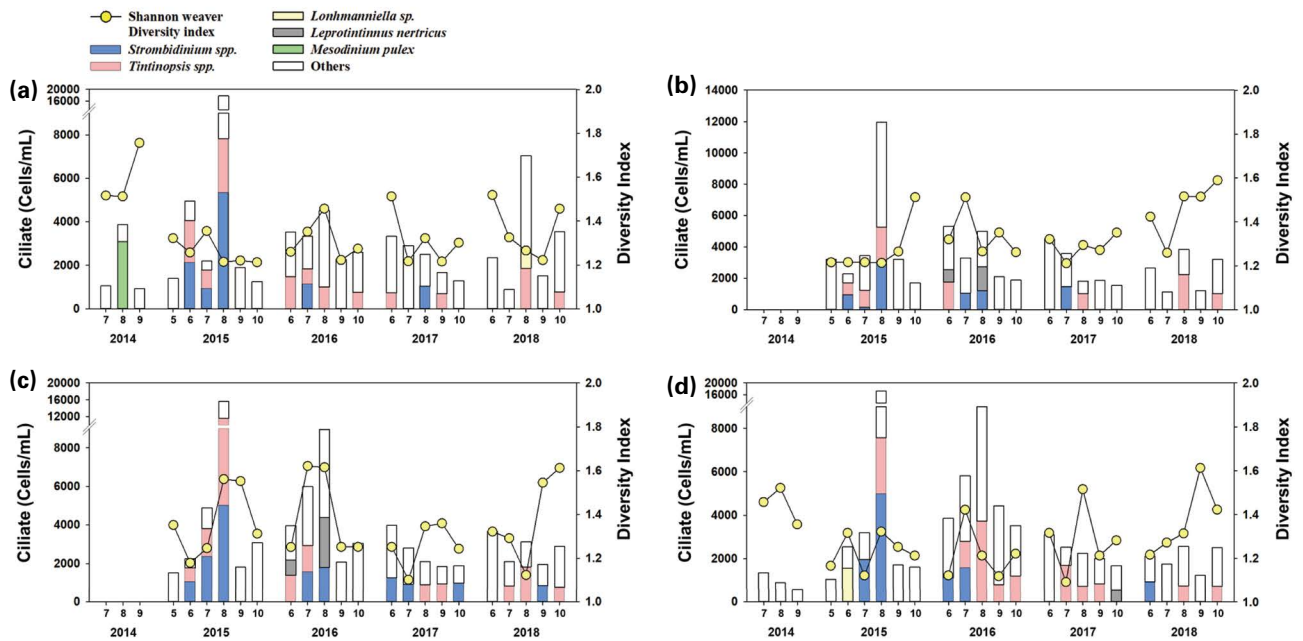 Shannon weaver
Diversity index
Strombidinium spp.
Tintinopsis spp.
Lonhmanniella sp.
Leprotintinnus nertricus
Mesodinium pulex
Others
(a)
Ciliate (Cells/mL)
20000
16000
8000
6000
4000
2000
0
2.0
1.8
1.6
1.4
1.2
1.0
Diversity Index
7 8 9 5 6 7 8 9 10 6 7 8 9 10 6 7 8 9 10 6 7 8 9 10
2014 2015 2016 2017 2018
(b)
Ciliate (Cells/mL)
14000
12000
10000
8000
6000
4000
2000
0
2.0
1.8
1.6
1.4
1.2
1.0
Diversity Index
7 8 9 5 6 7 8 9 10 6 7 8 9 10 6 7 8 9 10 6 7 8 9 10
2014 2015 2016 2017 2018
(c)
Ciliate (Cells/mL)
20000
16000
12000
8000
6000
4000
2000
0
2.0
1.8
1.6
1.4
1.2
1.0
Diversity Index
7 8 9 5 6 7 8 9 10 6 7 8 9 10 6 7 8 9 10 6 7 8 9 10
2014 2015 2016 2017 2018
(d)
Ciliate (Cells/mL)
20000
16000
8000
6000
4000
2000
0
2.0
1.8
1.6
1.4
1.2
1.0
Diversity Index
7 8 9 5 6 7 8 9 10 6 7 8 9 10 6 7 8 9 10 6 7 8 9 10
2014 2015 2016 2017 2018